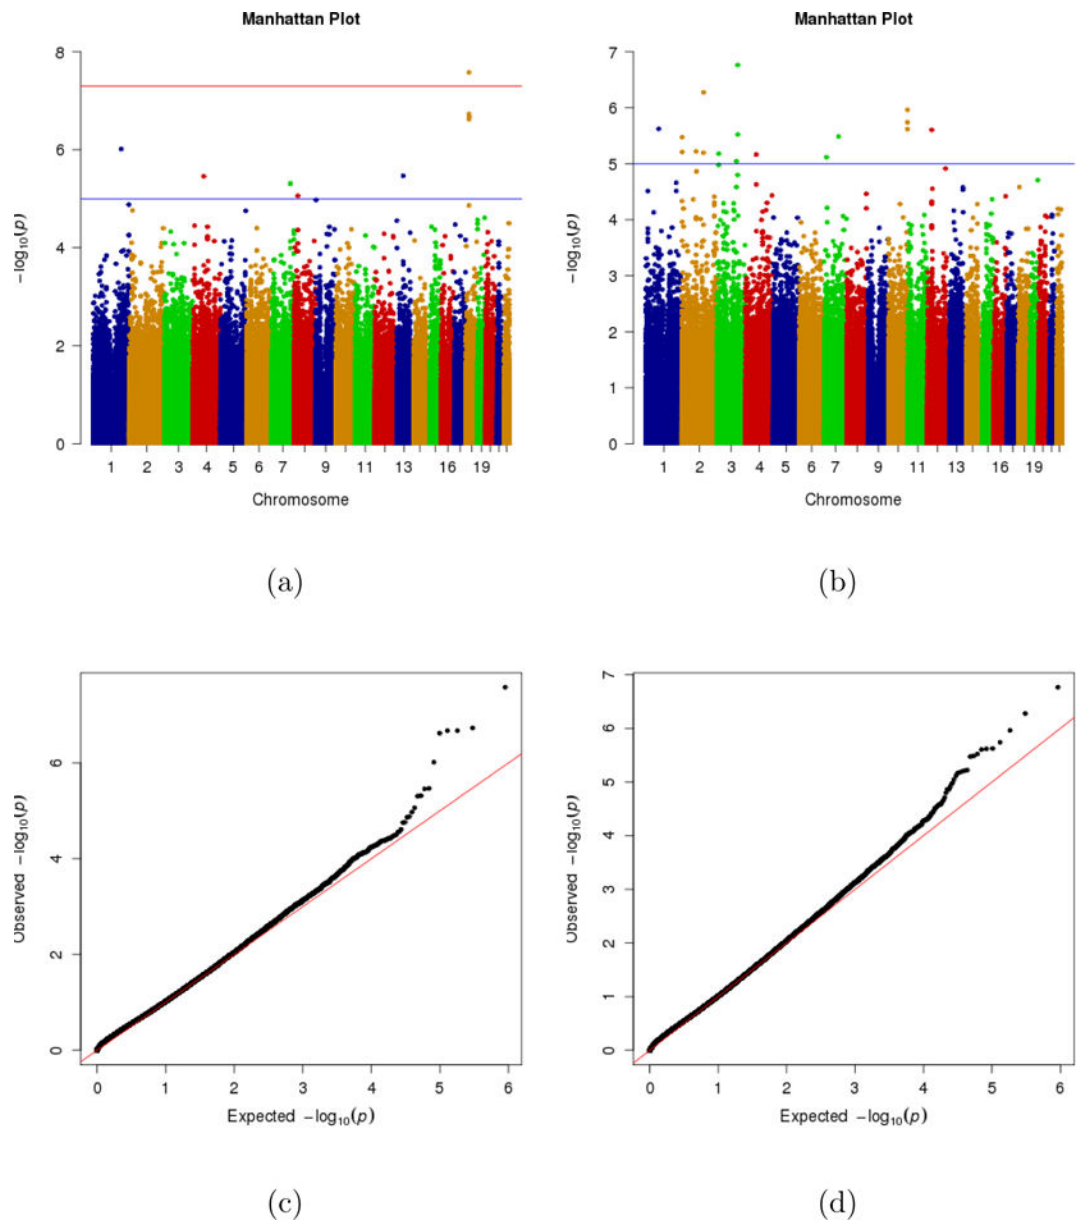 Manhattan Plot
−log10(p)
8
6
4
2
0
1 2 3 4 5 6 7 9 11 13 16 19
Chromosome
(a)
Manhattan Plot
−log10(p)
7
6
5
4
3
2
1
0
1 2 3 4 5 6 7 9 11 13 16 19
Chromosome
(b)
Observed −log10(p)
6
4
2
0
0 1 2 3 4 5 6
Expected −log10(p)
(c)
Observed −log10(p)
7
6
5
4
3
2
1
0
0 1 2 3 4 5 6
Expected −log10(p)
(d)